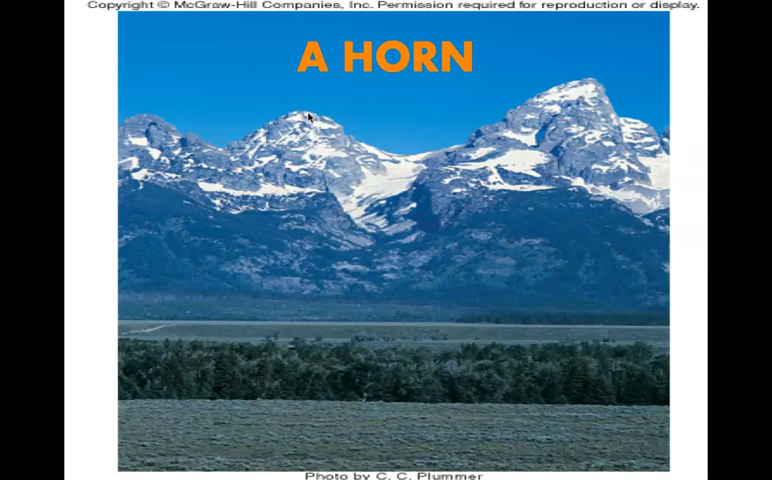 Copyright © McGraw-Hill Companies, Inc. Permission required for reproduction or display.
A HORN
Photo by C. C. Plummer